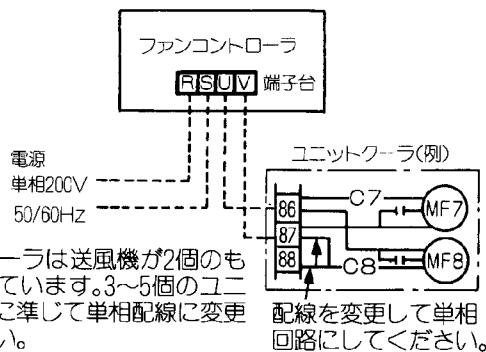 ファンコントローラ
RSUV 端子台
電源
単相200V
50/60Hz
ユニットクーラ(例)
86
87
88
C7
C8
MF7
MF8
ーラは送風機が2個のも
ています。3~5個のユニ
に準じて単相配線に変更
い。
配線を変更して単相
回路にしてください。